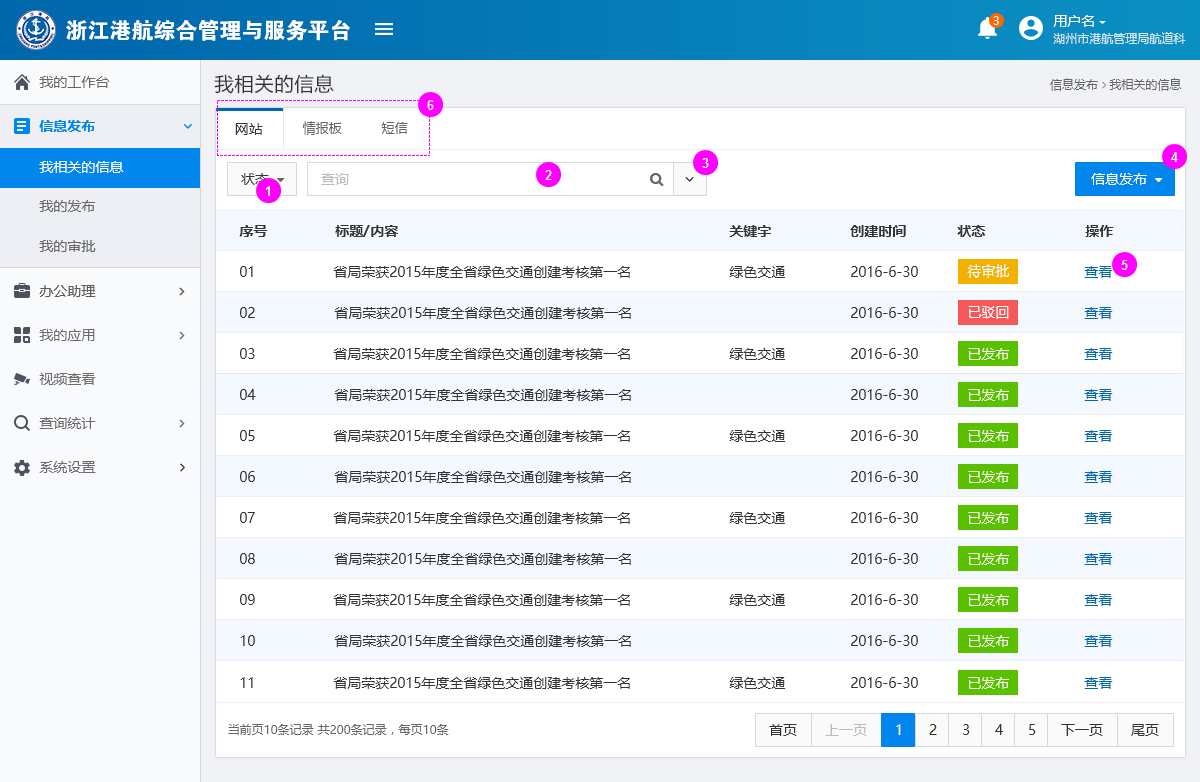 浙江港航综合管理与服务平台
3
用户名
湖州市港航管理局航道科
我的工作台
信息发布
我相关的信息
我的发布
我的审批
办公助理
我的应用
视频查看
查询统计
系统设置
我相关的信息
信息发布 > 我相关的信息
网站 情报板 短信
6
状态 1
查询 2
3
信息发布 4
序号 标题/内容 关键字 创建时间 状态 操作
01 省局荣获2015年度全省绿色交通创建考核第一名 绿色交通 2016-6-30 待审批 查看 5
02 省局荣获2015年度全省绿色交通创建考核第一名 2016-6-30 已驳回 查看
03 省局荣获2015年度全省绿色交通创建考核第一名 绿色交通 2016-6-30 已发布 查看
04 省局荣获2015年度全省绿色交通创建考核第一名 2016-6-30 已发布 查看
05 省局荣获2015年度全省绿色交通创建考核第一名 绿色交通 2016-6-30 已发布 查看
06 省局荣获2015年度全省绿色交通创建考核第一名 2016-6-30 已发布 查看
07 省局荣获2015年度全省绿色交通创建考核第一名 绿色交通 2016-6-30 已发布 查看
08 省局荣获2015年度全省绿色交通创建考核第一名 2016-6-30 已发布 查看
09 省局荣获2015年度全省绿色交通创建考核第一名 绿色交通 2016-6-30 已发布 查看
10 省局荣获2015年度全省绿色交通创建考核第一名 2016-6-30 已发布 查看
11 省局荣获2015年度全省绿色交通创建考核第一名 绿色交通 2016-6-30 已发布 查看
当前页10条记录 共200条记录，每页10条
首页 上一页 1 2 3 4 5 下一页 尾页